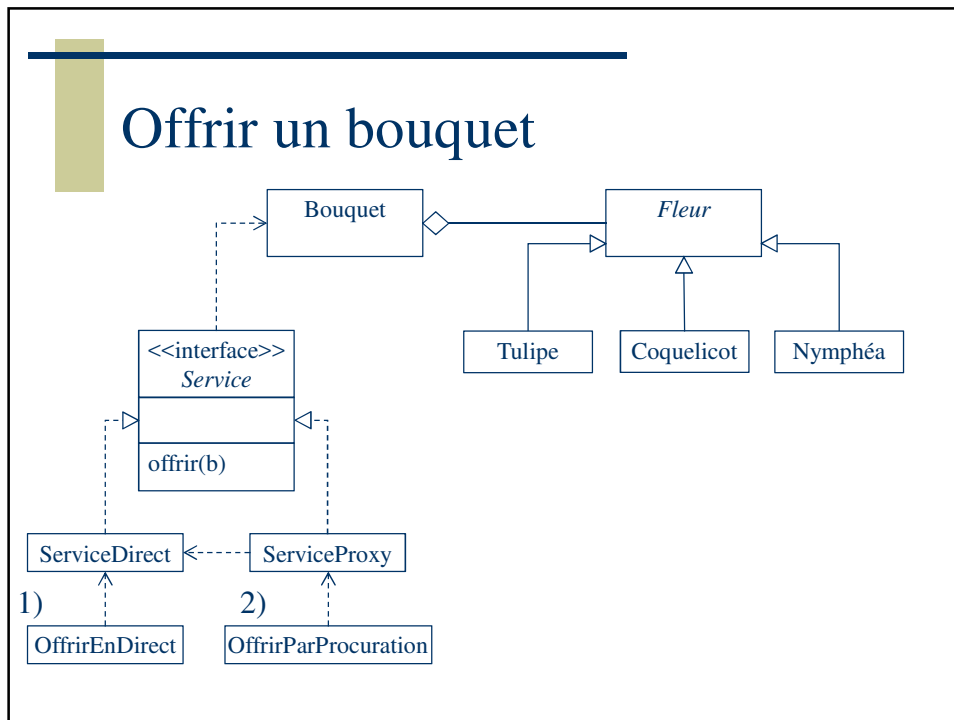 Offrir un bouquet
Bouquet
Fleur
Tulipe
Coquelicot
Nymphéa
<<interface>>
Service
offrir(b)
ServiceDirect
ServiceProxy
1)
2)
OffrirEnDirect
OffrirParProcuration